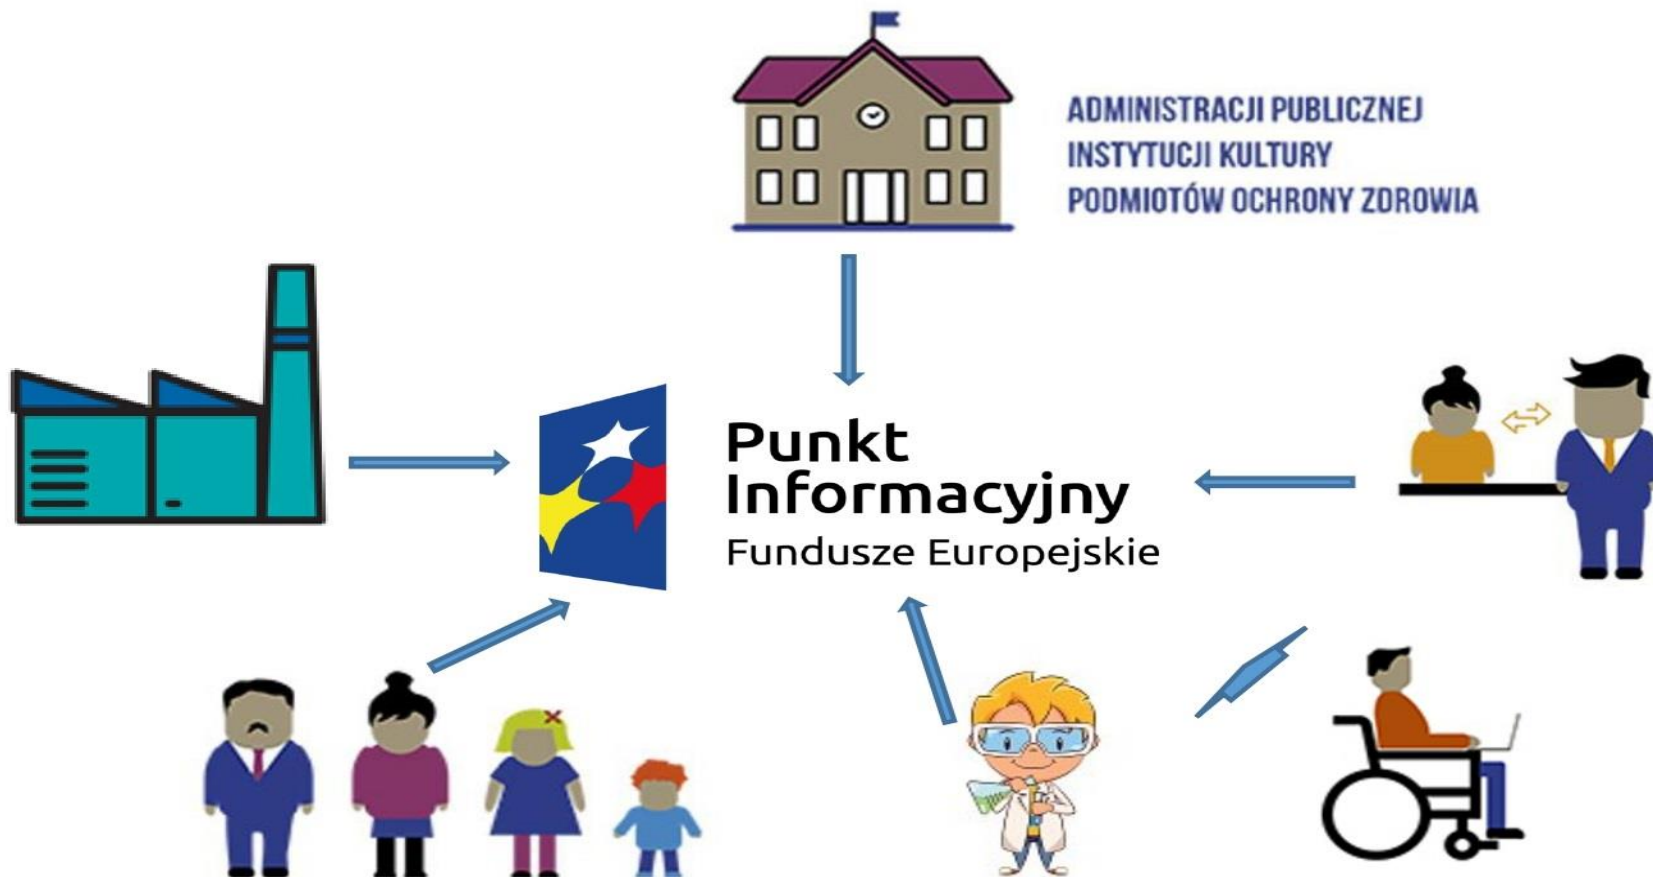 ADMINISTRACJI PUBLICZNEJ
INSTYTUCJI KULTURY
PODMIOTÓW OCHRONY ZDROWIA
Punkt
Informacyjny
Fundusze Europejskie